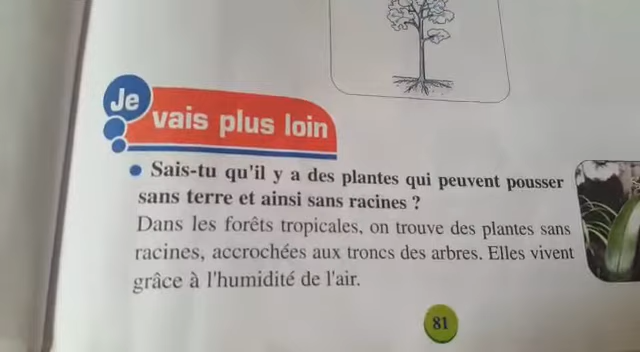 Je
vais plus loin
• Sais-tu qu'il y a des plantes qui peuvent pousser
sans terre et ainsi sans racines ?
Dans les forêts tropicales, on trouve des plantes sans
racines, accrochées aux troncs des arbres. Elles vivent
grâce à l'humidité de l'air.
81